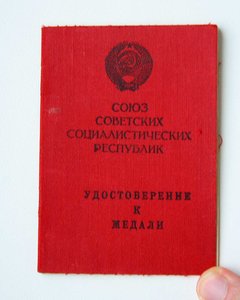 СОЮЗ
СОВЕТСКИХ
СОЦИАЛИСТИЧЕСКИХ
РЕСПУБЛИК
УДОСТОВЕРЕНИЕ
К
МЕДАЛИ